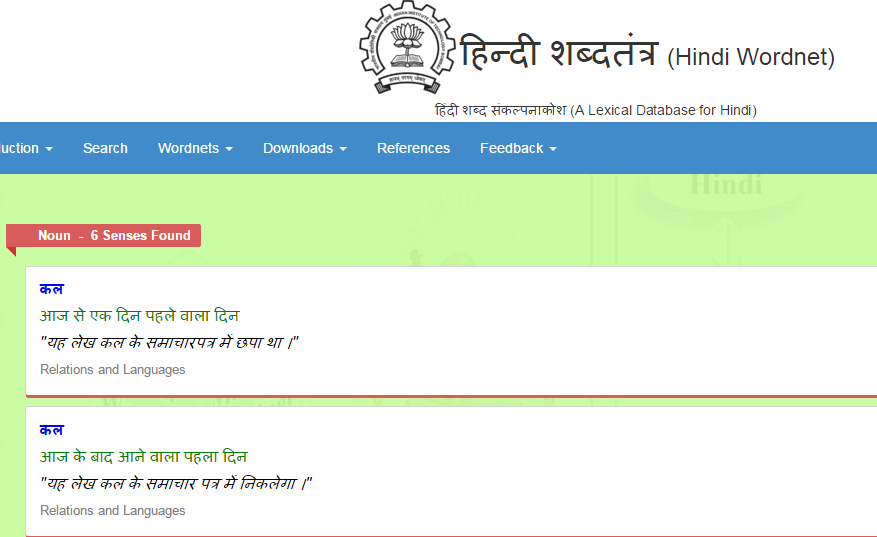 हिन्दी शब्दतंत्र (Hindi Wordnet)
हिंदी शब्द संकल्पनाकोश (A Lexical Database for Hindi)
uction Search Wordnets Downloads References Feedback
Hindi
Noun - 6 Senses Found
कल
आज से एक दिन पहले वाला दिन
"यह लेख कल के समाचारपत्र में छपा था ।"
Relations and Languages
कल
आज के बाद आने वाला पहला दिन
"यह लेख कल के समाचार पत्र में निकलेगा ।"
Relations and Languages